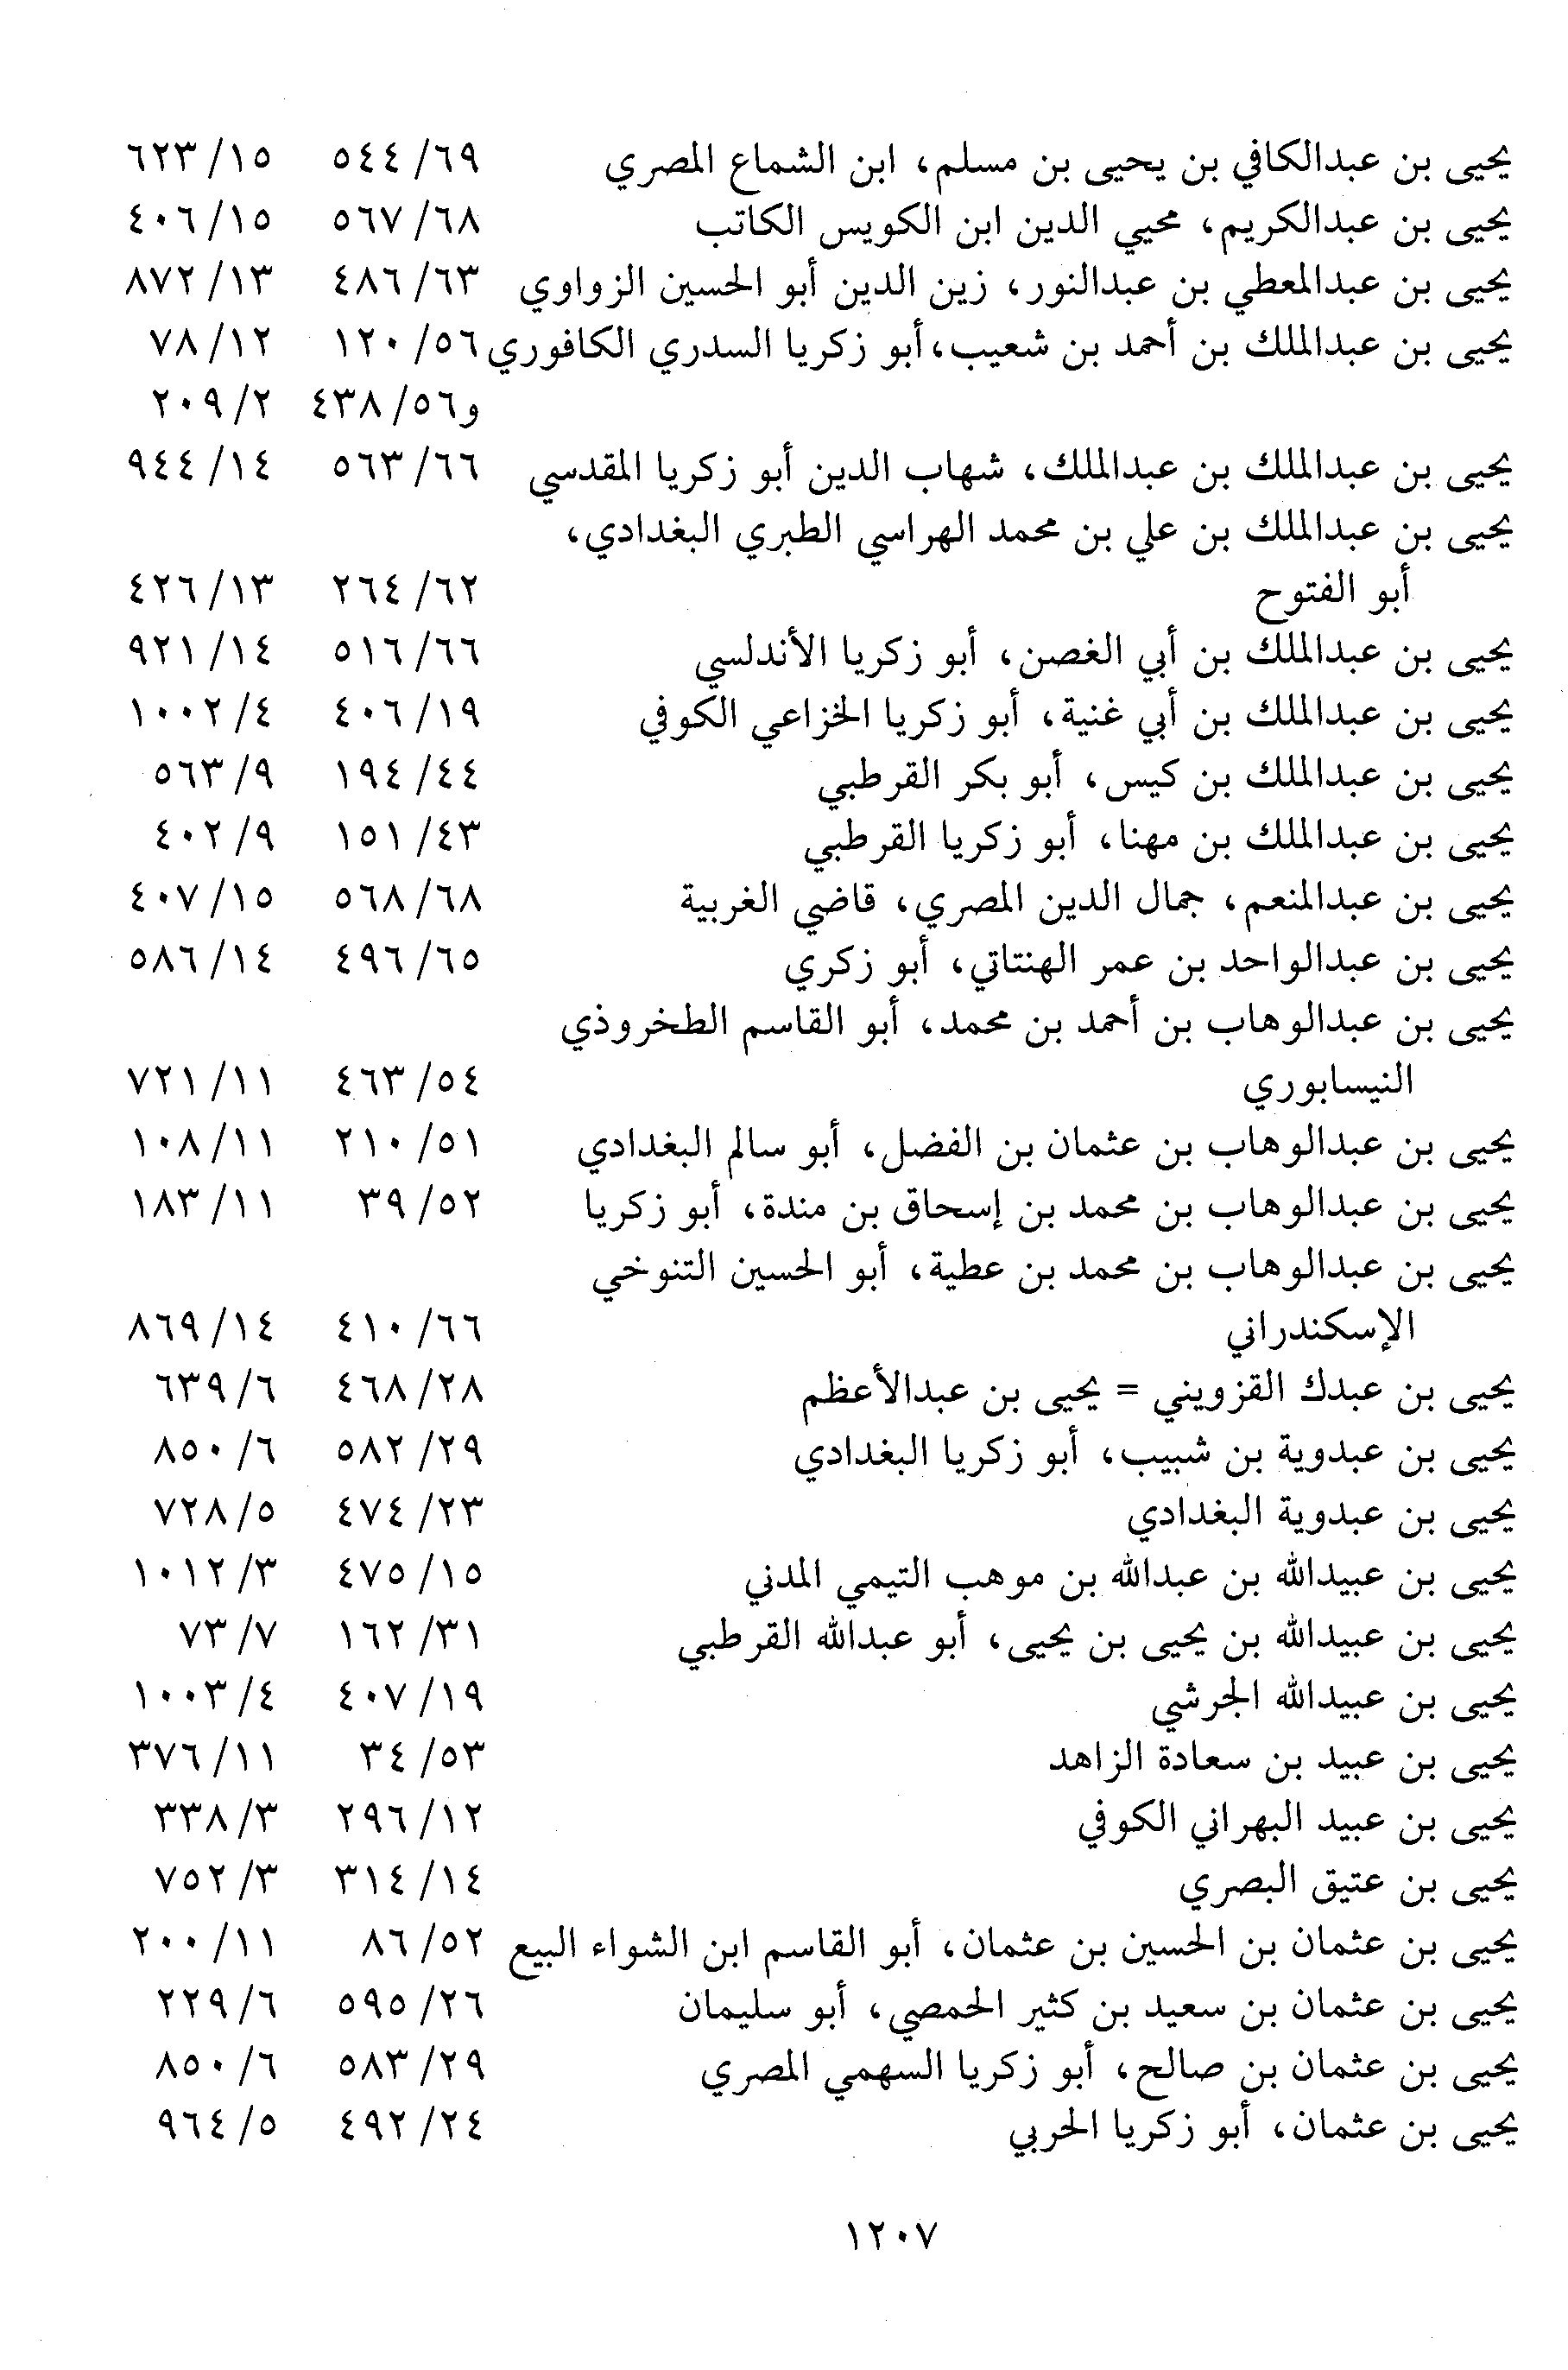 يحيى بن عبدالكافي بن يحيى بن مسلم، ابن الشماع المصري ٦٩/ ٥٤٤ ١٥/ ٦٢٣
يحيى بن عبدالكريم، محيي الدين ابن الكويس الكاتب ٦٨/ ٥٦٧ ١٥/ ٤٠٦
يحيى بن عبدالمعطي بن عبدالنور، زين الدين أبو الحسين الزواوي ٦٣/ ٤٨٦ ١٣/ ٨٧٢
يحيى بن عبدالملك بن أحمد بن شعيب، أبو زكريا السدري الكافوري ٥٦/ ١٢٠ ١٢/ ٧٨
و٥٦/ ٤٣٨ ٢/ ٢٠٩
يحيى بن عبدالملك بن عبدالملك، شهاب الدين أبو زكريا المقدسي ٦٦/ ٥٦٣ ١٤/ ٩٤٤
يحيى بن عبدالملك بن علي بن محمد الهراسي الطبري البغدادي،
أبو الفتوح ٦٢/ ٢٦٤ ١٣/ ٤٢٦
يحيى بن عبدالملك بن أبي الغصن، أبو زكريا الأندلسي ٦٦/ ٥١٦ ١٤/ ٩٢١
يحيى بن عبدالملك بن أبي غنية، أبو زكريا الخزاعي الكوفي ١٩/ ٤٠٦ ٤/ ١٠٠٢
يحيى بن عبدالملك بن كيس، أبو بكر القرطبي ٤٤/ ١٩٤ ٩/ ٥٦٣
يحيى بن عبدالملك بن مهنا، أبو زكريا القرطبي ٤٣/ ١٥١ ٩/ ٤٠٢
يحيى بن عبدالمنعم، جمال الدين المصري، قاضي الغربية ٦٨/ ٥٦٨ ١٥/ ٤٠٧
يحيى بن عبدالواحد بن عمر الهنتاتي، أبو زكري ٦٥/ ٤٩٦ ١٤/ ٥٨٦
يحيى بن عبدالوهاب بن أحمد بن محمد، أبو القاسم الطخروذي
النيسابوري ٥٤/ ٤٦٣ ١١/ ٧٢١
يحيى بن عبدالوهاب بن عثمان بن الفضل، أبو سالم البغدادي ٥١/ ٢١٠ ١١/ ١٠٨
يحيى بن عبدالوهاب بن محمد بن إسحاق بن مندة، أبو زكريا ٥٢/ ٣٩ ١١/ ١٨٣
يحيى بن عبدالوهاب بن محمد بن عطية، أبو الحسين التنوخي
الإسكندراني ٦٦/ ٤١٠ ١٤/ ٨٦٩
يحيى بن عبدك القزويني = يحيى بن عبدالأعظم ٢٨/ ٤٦٨ ٦/ ٦٣٩
يحيى بن عبدوية بن شبيب، أبو زكريا البغدادي ٢٩/ ٥٨٢ ٦/ ٨٥٠
يحيى بن عبدوية البغدادي ٢٣/ ٤٧٤ ٥/ ٧٢٨
يحيى بن عبيدالله بن عبدالله بن موهب التيمي المدني ١٥/ ٤٧٥ ٣/ ١٠١٢
يحيى بن عبيدالله بن يحيى بن يحيى، أبو عبدالله القرطبي ٣١/ ١٦٢ ٧/ ٧٣
يحيى بن عبيدالله الجرشي ١٩/ ٤٠٧ ٤/ ١٠٠٣
يحيى بن عبيد بن سعادة الزاهد ٥٣/ ٣٤ ١١/ ٣٧٦
يحيى بن عبيد البهراني الكوفي ١٢/ ٢٩٦ ٣/ ٣٣٨
يحيى بن عتيق البصري ١٤/ ٣١٤ ٣/ ٧٥٢
يحيى بن عثمان بن الحسين بن عثمان، أبو القاسم ابن الشواء البيع ٥٢/ ٨٦ ١١/ ٢٠٠
يحيى بن عثمان بن سعيد بن كثير الحمصي، أبو سليمان ٢٦/ ٥٩٥ ٦/ ٢٢٩
يحيى بن عثمان بن صالح، أبو زكريا السهمي المصري ٢٩/ ٥٨٣ ٦/ ٨٥٠
يحيى بن عثمان، أبو زكريا الحربي ٢٤/ ٤٩٢ ٥/ ٩٦٤
١٢٠٧